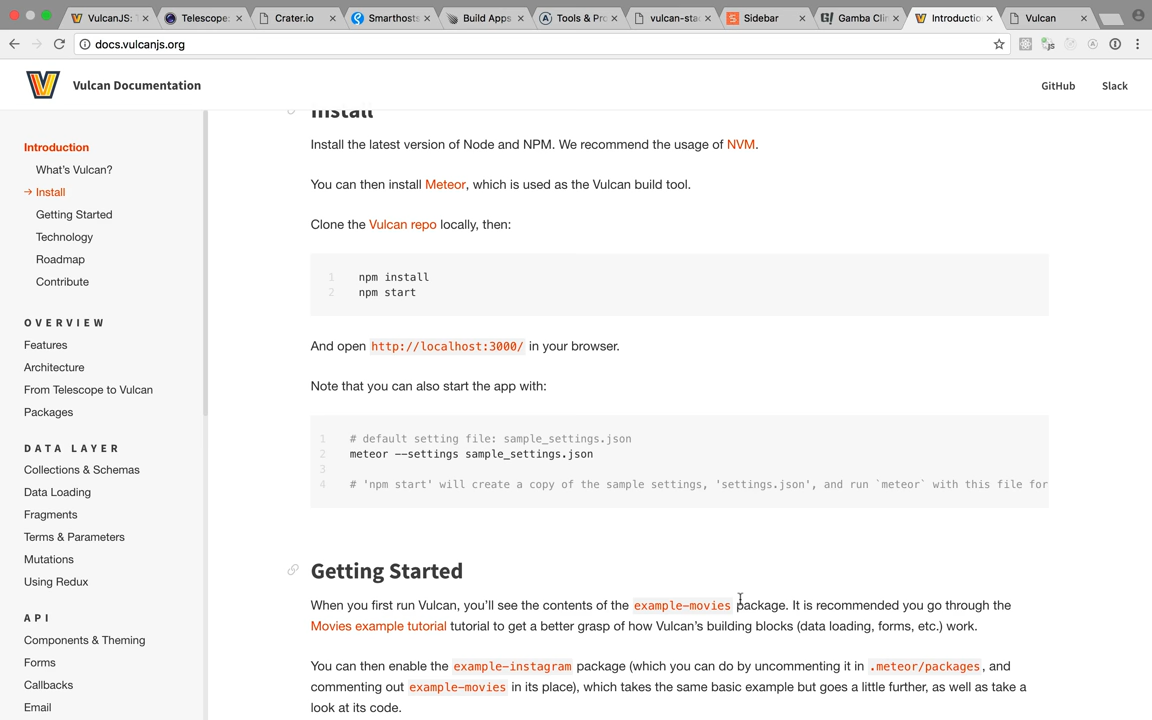 VulcanJS: T
Telescope:
Crater.io
Smarthosts
Build Apps
Tools & Pr
vulcan-sta
Sidebar
Gamba Cli
Introductio
Vulcan
docs.vulcanjs.org
Vulcan Documentation
GitHub
Slack
Introduction
What's Vulcan?
→ Install
Getting Started
Technology
Roadmap
Contribute
OVERVIEW
Features
Architecture
From Telescope to Vulcan
Packages
DATA LAYER
Collections & Schemas
Data Loading
Fragments
Terms & Parameters
Mutations
Using Redux
API
Components & Theming
Forms
Callbacks
Email
Install
Install the latest version of Node and NPM. We recommend the usage of NVM.
You can then install Meteor, which is used as the Vulcan build tool.
Clone the Vulcan repo locally, then:
1 npm install
2 npm start
And open http://localhost:3000/ in your browser.
Note that you can also start the app with:
1 # default setting file: sample_settings.json
2 meteor --settings sample_settings.json
3
4 # 'npm start' will create a copy of the sample settings, 'settings.json', and run `meteor` with this file for
Getting Started
When you first run Vulcan, you'll see the contents of the example-movies package. It is recommended you go through the
Movies example tutorial tutorial to get a better grasp of how Vulcan's building blocks (data loading, forms, etc.) work.
You can then enable the example-instagram package (which you can do by uncommenting it in .meteor/packages, and
commenting out example-movies in its place), which takes the same basic example but goes a little further, as well as take a
look at its code.